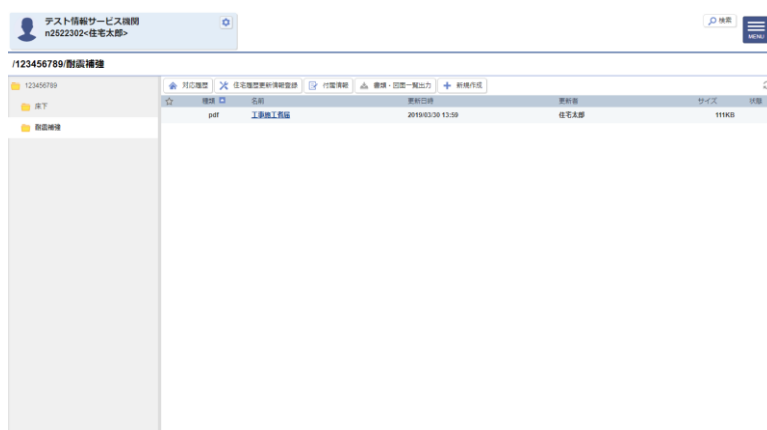 テスト情報サービス機関
n2522302<住宅太郎>
検索
MENU
/123456789/耐震補強
123456789
床下
耐震補強
対応履歴 住宅履歴更新情報登録 付属情報 書類・図面一覧出力 新規作成
種類 名前 更新日時 更新者 サイズ 状態
pdf 工事施工報告 2019/03/30 13:59 住宅太郎 111KB